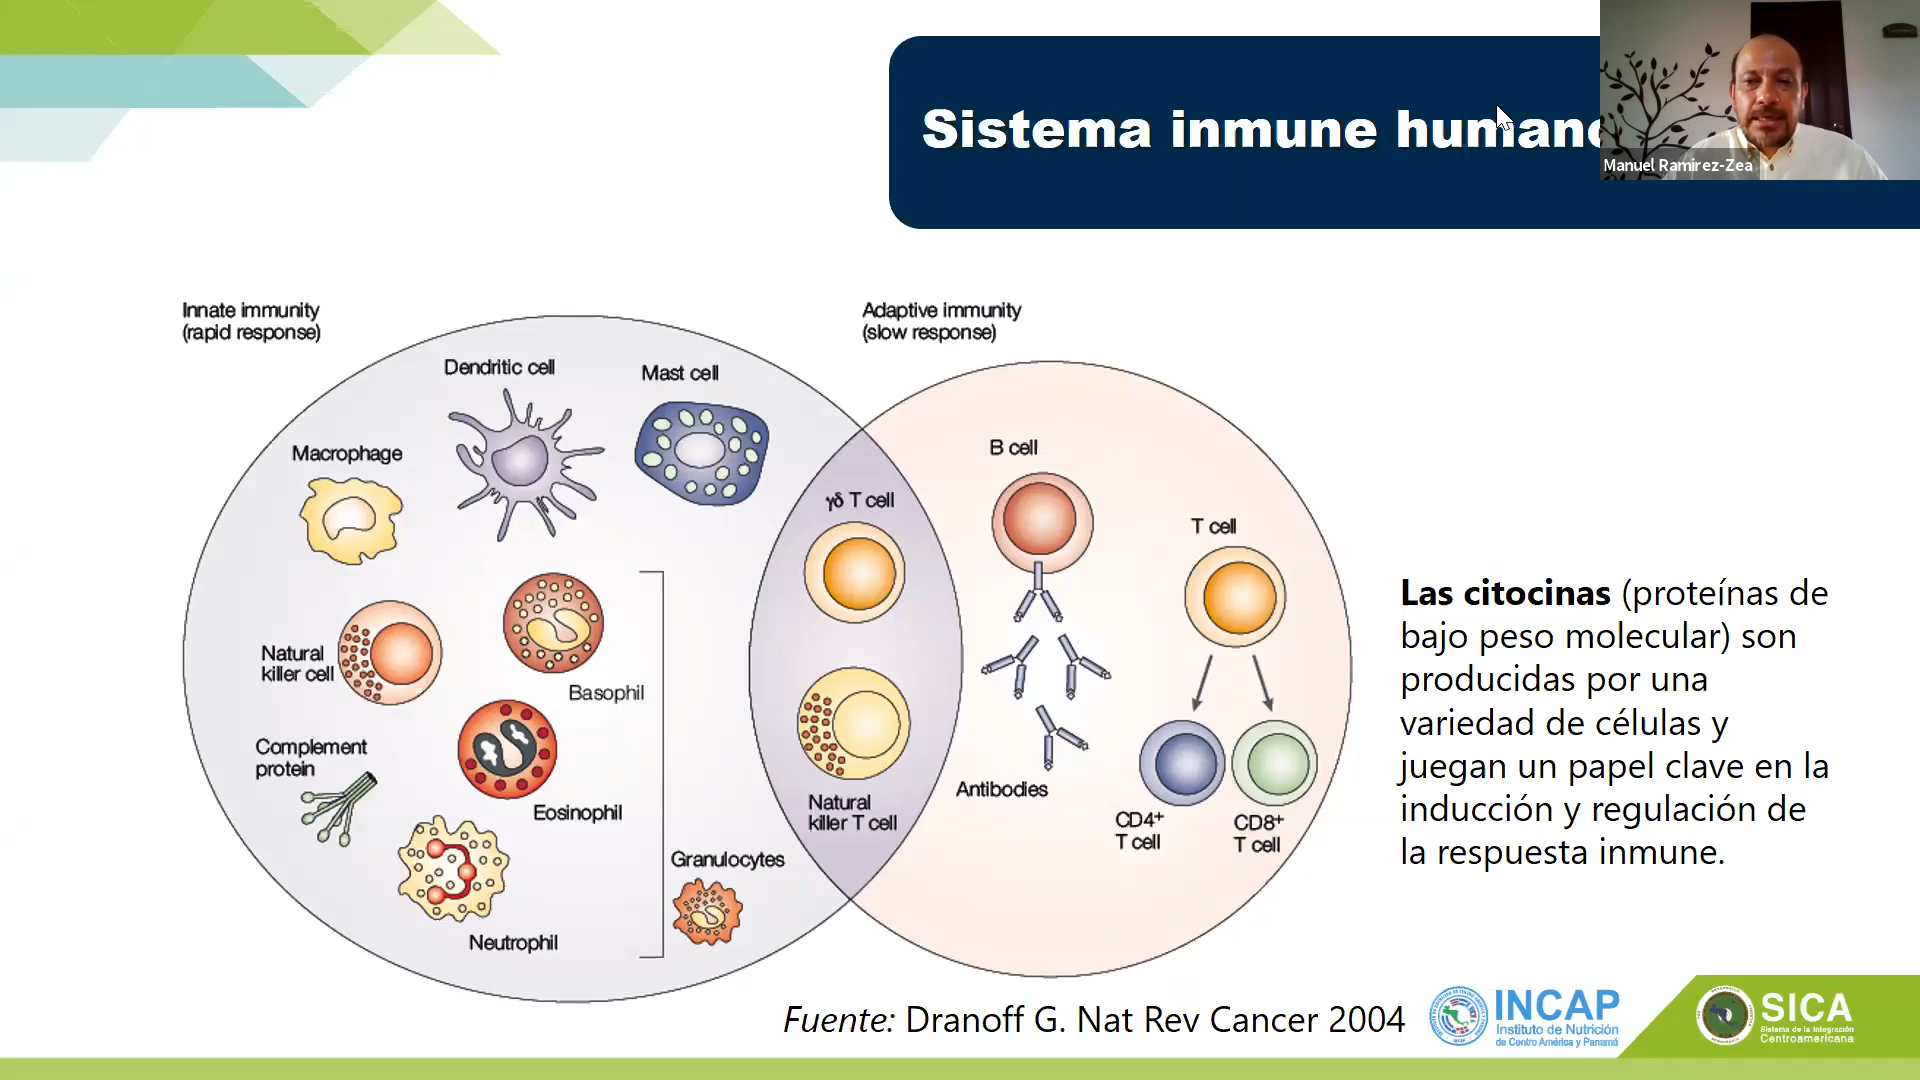 Sistema inmune humano
Manuel Ramirez-Zea
Innate immunity
(rapid response)
Adaptive immunity
(slow response)
Dendritic cell
Mast cell
Macrophage
B cell
γδ T cell
T cell
Natural
killer cell
Basophil
Complement
protein
Eosinophil
Natural
killer T cell
Antibodies
CD4+
T cell
CD8+
T cell
Granulocytes
Neutrophil
Las citocinas (proteínas de
bajo peso molecular) son
producidas por una
variedad de células y
juegan un papel clave en la
inducción y regulación de
la respuesta inmune.
Fuente: Dranoff G. Nat Rev Cancer 2004
INCAP
Instituto de Nutrición
de Centro América y Panamá
SICA
Sistema de la Integración
Centroamericana